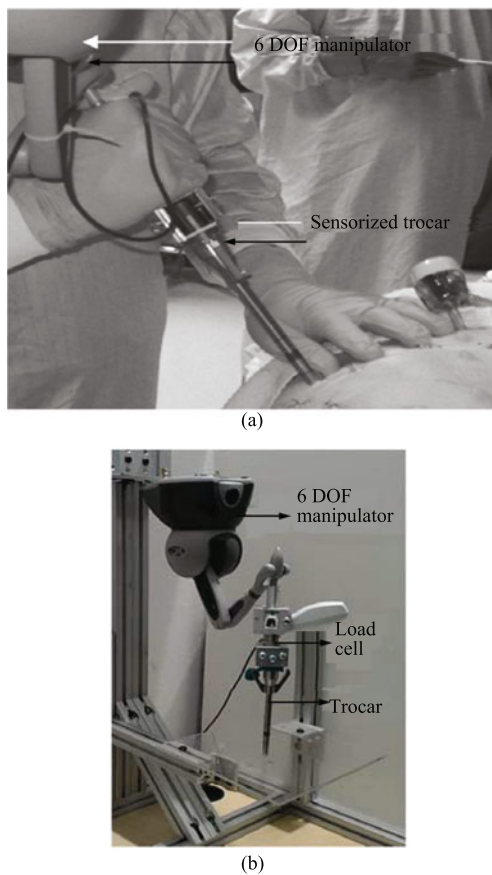 6 DOF manipulator
Sensorized trocar
(a)
6 DOF
manipulator
Load
cell
Trocar
(b)